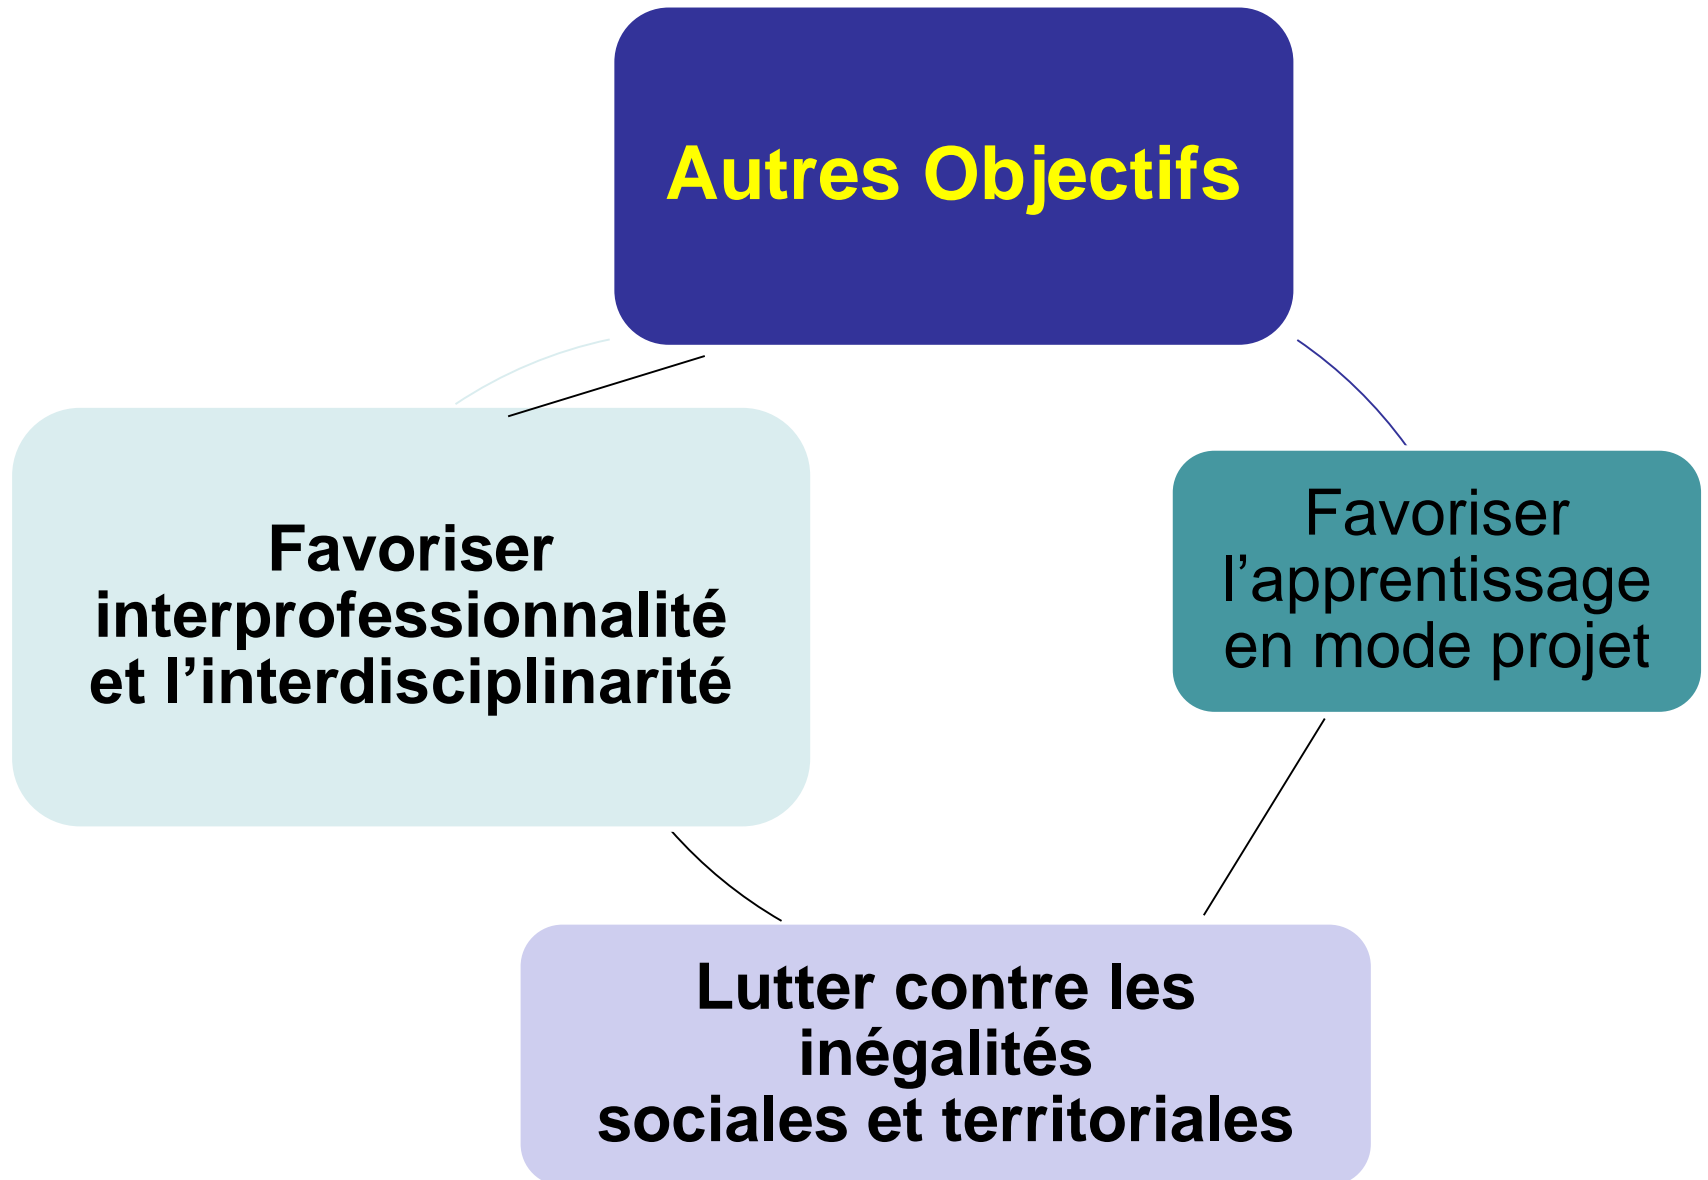 Autres Objectifs
Favoriser
interprofessionnalité
et l’interdisciplinarité
Favoriser
l’apprentissage
en mode projet
Lutter contre les
inégalités
sociales et territoriales